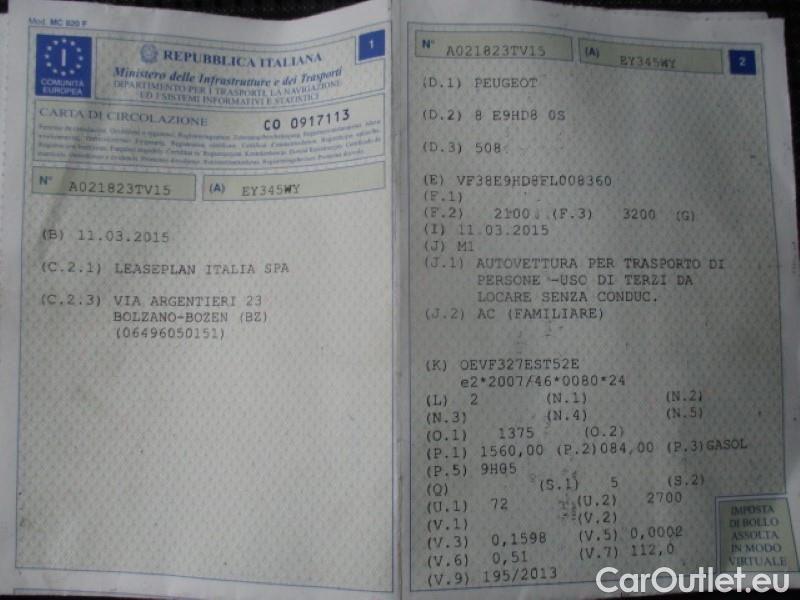 Mod. MC 820 F
1
I
COMUNITÀ
EUROPEA
REPUBBLICA ITALIANA
Ministero delle Infrastrutture e dei Trasporti
DIPARTIMENTO PER I TRASPORTI, LA NAVIGAZIONE
ED I SISTEMI INFORMATIVI E STATISTICI
CARTA DI CIRCOLAZIONE
CO 0917113
N° A021823TV15 (A) EY345WY
(B) 11.03.2015
(C.2.1) LEASEPLAN ITALIA SPA
(C.2.3) VIA ARGENTIERI 23
BOLZANO-BOZEN (BZ)
(06496050151)
N° A021823TV15 (A) EY345WY 2
(D.1) PEUGEOT
(D.2) 8 E9HD8 0S
(D.3) 508
(E) VF38E9HD8FL008360
(F.1)
(F.2) 2100 (F.3) 3200 (G)
(I) 11.03.2015
(J) M1
(J.1) AUTOVETTURA PER TRASPORTO DI
PERSONE -USO DI TERZI DA
LOCARE SENZA CONDUC.
(J.2) AC (FAMILIARE)
(K) OEVF327EST52E
e2*2007/46*0080*24
(L) 2 (N.1) (N.2)
(N.3) (N.4) (N.5)
(O.1) 1375 (O.2)
(P.1) 1560,00 (P.2)084,00 (P.3)GASOL
(P.5) 9H05
(Q) (S.1) 5 (S.2)
(U.1) 72 (U.2) 2700
(V.1) (V.2)
(V.3) 0,1598 (V.5) 0,0002
(V.6) 0,51 (V.7) 112,0
(V.9) 195/2013
IMPOSTA
DI BOLLO
ASSOLTA
IN MODO
VIRTUALE
CarOutlet.eu